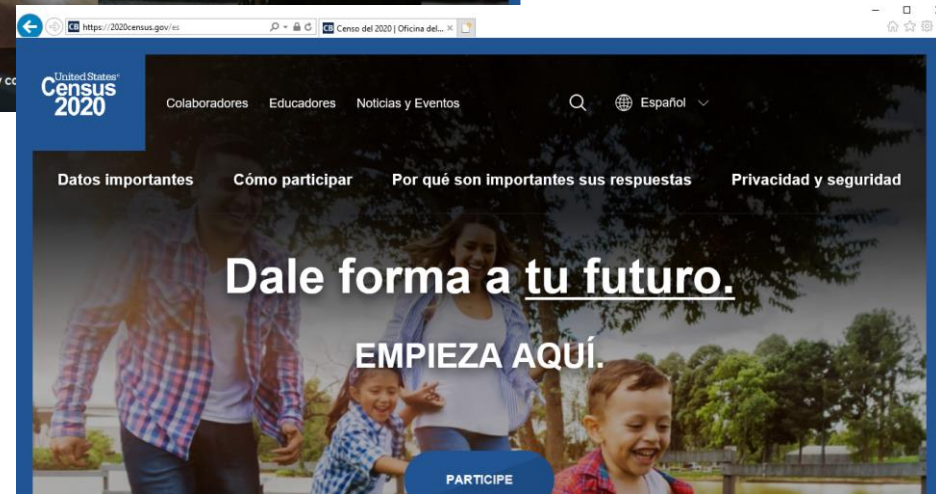 https://2020census.gov/es
CB Censo del 2020 | Oficina del...
United States®
Census
2020
Colaboradores Educadores Noticias y Eventos Español
Datos importantes Cómo participar Por qué son importantes sus respuestas Privacidad y seguridad
Dale forma a tu futuro.
EMPIEZA AQUÍ.
PARTICIPE